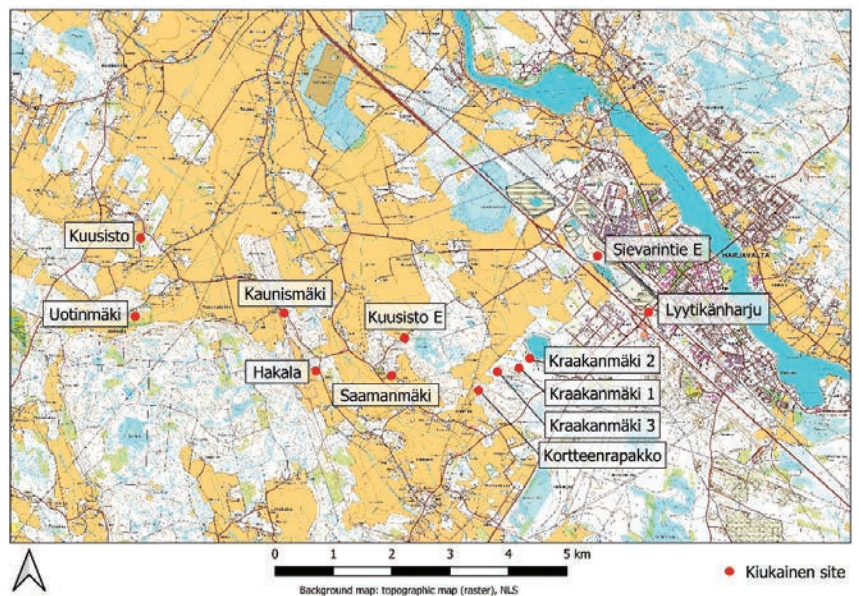 Kuusisto
Sievarintie E
HARJAVALTA
Kaunismäki
Uotinmäki
Kuusisto E
Lyytikänharju
Hakala
Saamanmäki
Kraakanmäki 2
Kraakanmäki 1
Kraakanmäki 3
Kortteenrapakko
0 1 2 3 4 5 km
Background map: topographic map (raster), NLS
Kiukainen site